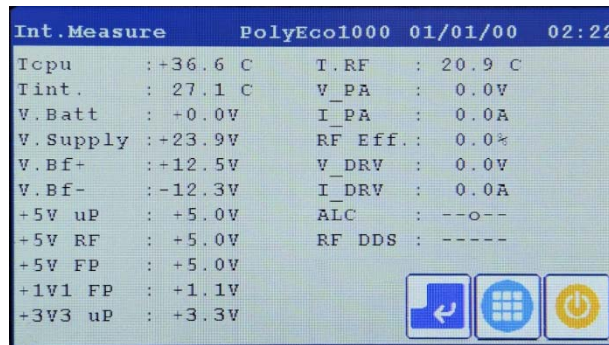 Int.Measure PolyEco1000 01/01/00 02:22
Tcpu :+36.6 C T.RF : 20.9 C
Tint. : 27.1 C V_PA : 0.0V
V.Batt : +0.0V I_PA : 0.0A
V.Supply :+23.9V RF Eff.: 0.0%
V.Bf+ :+12.5V V_DRV : 0.0V
V.Bf- :-12.3V I_DRV : 0.0A
+5V uP : +5.0V ALC : --o--
+5V RF : +5.0V RF DDS : -----
+5V FP : +5.0V
+1V1 FP : +1.1V
+3V3 uP : +3.3V